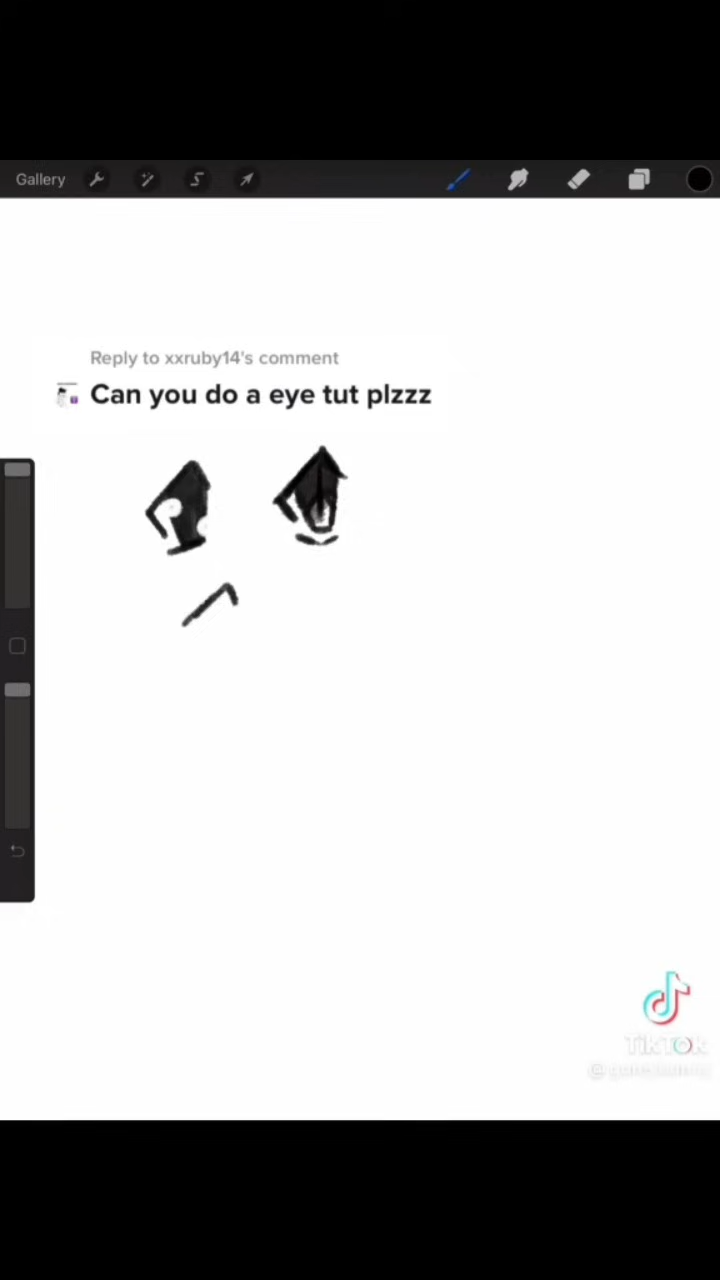 Gallery
Reply to xxruby14's comment
Can you do a eye tut plzzz
TikTok